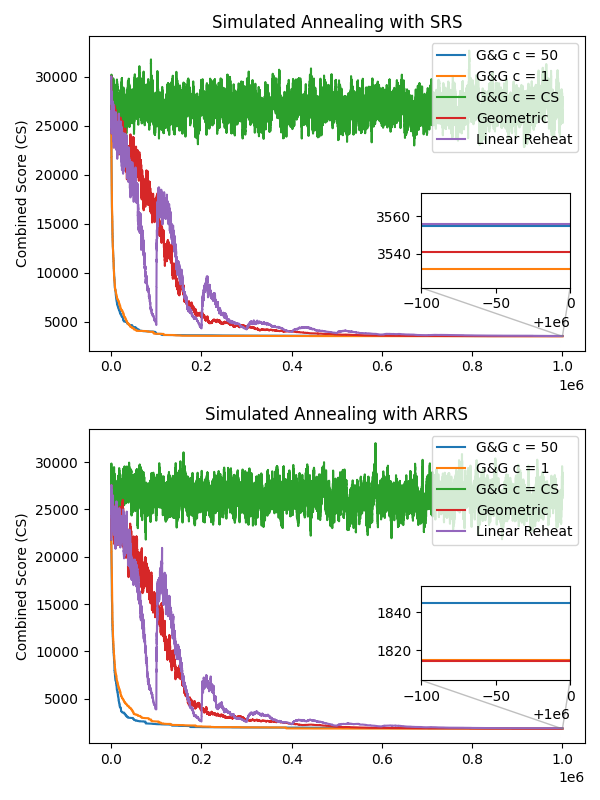 Simulated Annealing with SRS
Combined Score (CS)
30000
25000
20000
15000
10000
5000
G&G c = 50
G&G c = 1
G&G c = CS
Geometric
Linear Reheat
3560
3540
−100
−50
0
+1e6
0.0
0.2
0.4
0.6
0.8
1.0
1e6
Simulated Annealing with ARRS
Combined Score (CS)
30000
25000
20000
15000
10000
5000
G&G c = 50
G&G c = 1
G&G c = CS
Geometric
Linear Reheat
1840
1820
−100
−50
0
+1e6
0.0
0.2
0.4
0.6
0.8
1.0
1e6